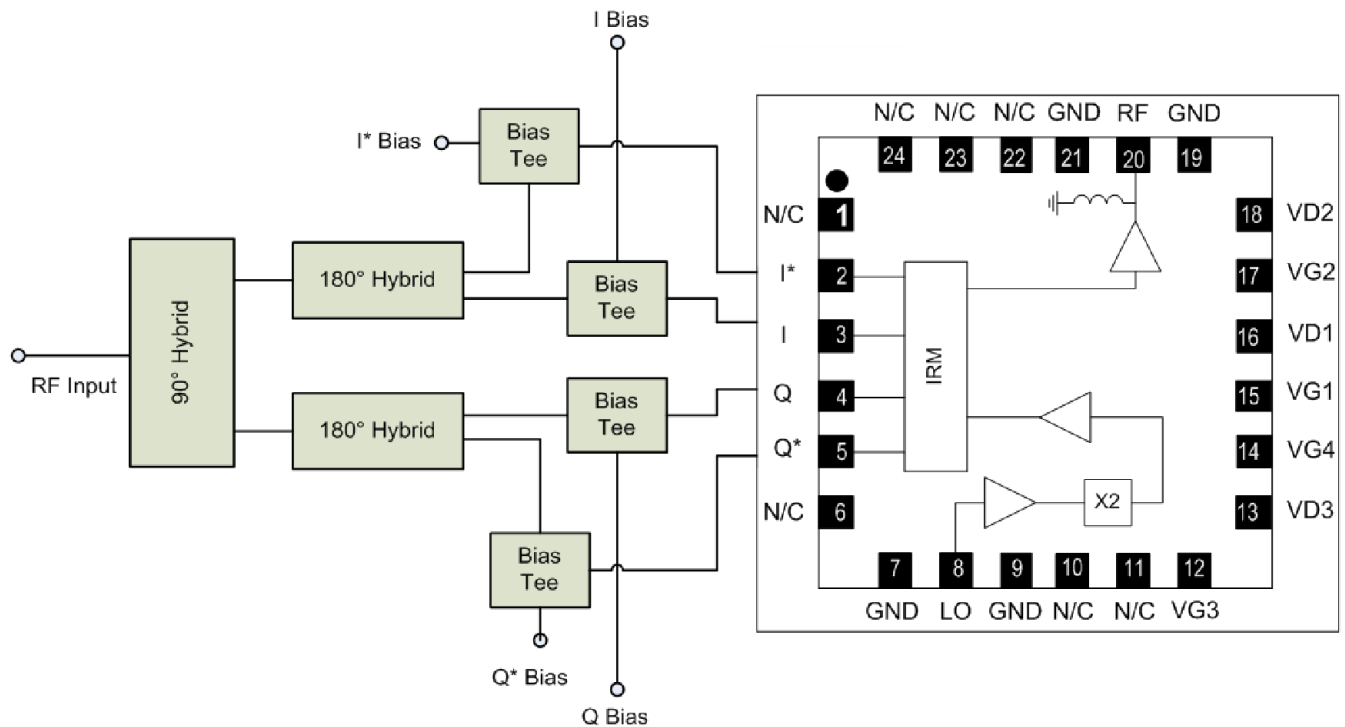 I Bias
I* Bias
Bias
Tee
N/C N/C N/C GND RF GND
24 23 22 21 20 19
N/C 1
I* 2
I 3
Q 4
Q* 5
N/C 6
18 VD2
17 VG2
16 VD1
15 VG1
14 VG4
13 VD3
180° Hybrid
Bias
Tee
90° Hybrid
RF Input
IRM
180° Hybrid
Bias
Tee
X2
Bias
Tee
7 8 9 10 11 12
GND LO GND N/C N/C VG3
Q* Bias
Q Bias